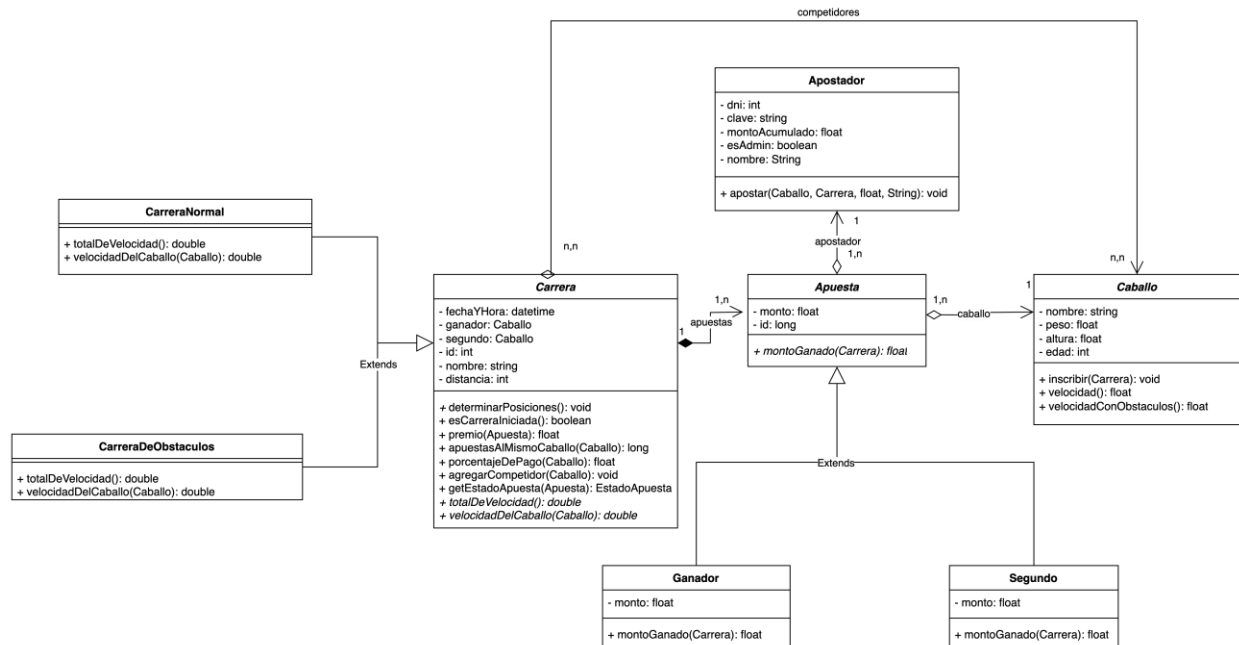 competidores
Apostador
- dni: int
- clave: string
- montoAcumulado: float
- esAdmin: boolean
- nombre: String
+ apostar(Caballo, Carrera, float, String): void
CarreraNormal
+ totalDeVelocidad(): double
+ velocidadDelCaballo(Caballo): double
1
apostador
1,n
n,n
n,n
Carrera
- fechaYHora: datetime
- ganador: Caballo
- segundo: Caballo
- id: int
- nombre: string
- distancia: int
+ determinarPosiciones(): void
+ esCarreraIniciada(): boolean
+ premio(Apuesta): float
+ apuestasAlMismoCaballo(Caballo): long
+ porcentajeDePago(Caballo): float
+ agregarCompetidor(Caballo): void
+ getEstadoApuesta(Apuesta): EstadoApuesta
+ totalDeVelocidad(): double
+ velocidadDelCaballo(Caballo): double
1
1,n
apuestas
Apuesta
- monto: float
- id: long
+ montoGanado(Carrera): float
1,n
caballo
1
Caballo
- nombre: string
- peso: float
- altura: float
- edad: int
+ inscribir(Carrera): void
+ velocidad(): float
+ velocidadConObstaculos(): float
Extends
CarreraDeObstaculos
+ totalDeVelocidad(): double
+ velocidadDelCaballo(Caballo): double
Extends
Ganador
- monto: float
+ montoGanado(Carrera): float
Segundo
- monto: float
+ montoGanado(Carrera): float